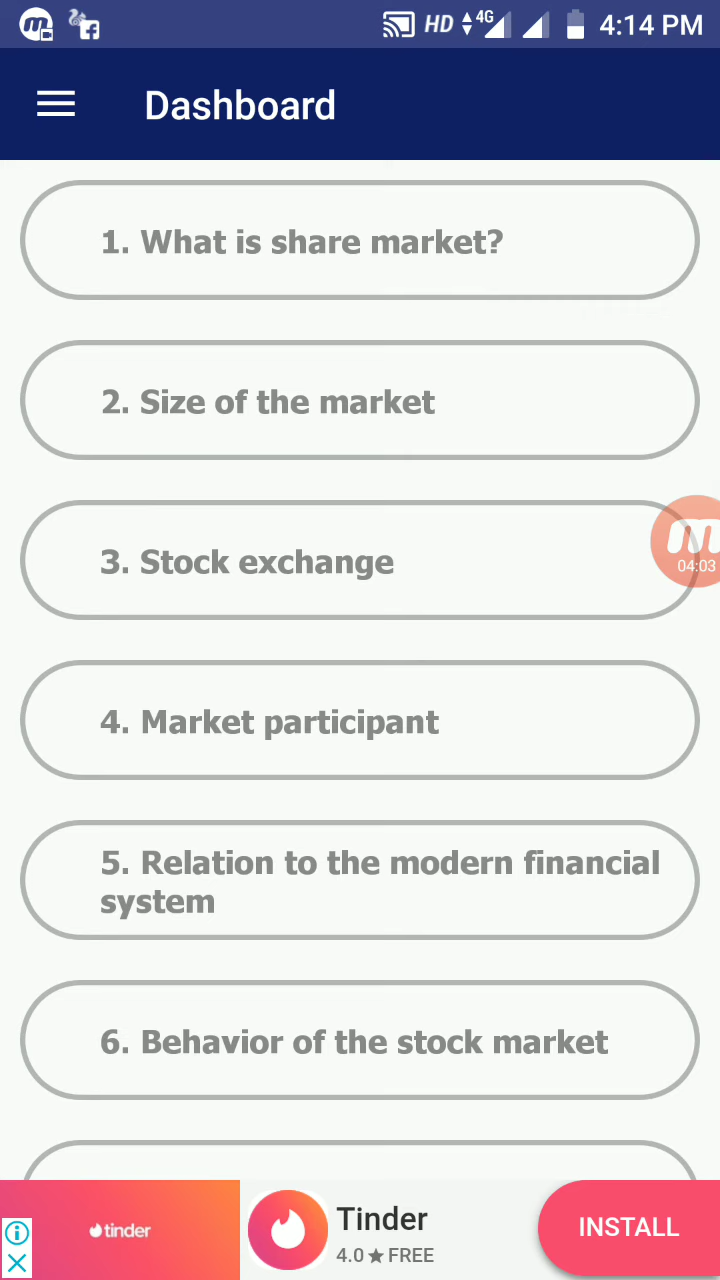 HD 4G 4:14 PM
Dashboard
1. What is share market?
2. Size of the market
3. Stock exchange
04:03
4. Market participant
5. Relation to the modern financial
system
6. Behavior of the stock market
tinder
Tinder
4.0 ★ FREE
INSTALL